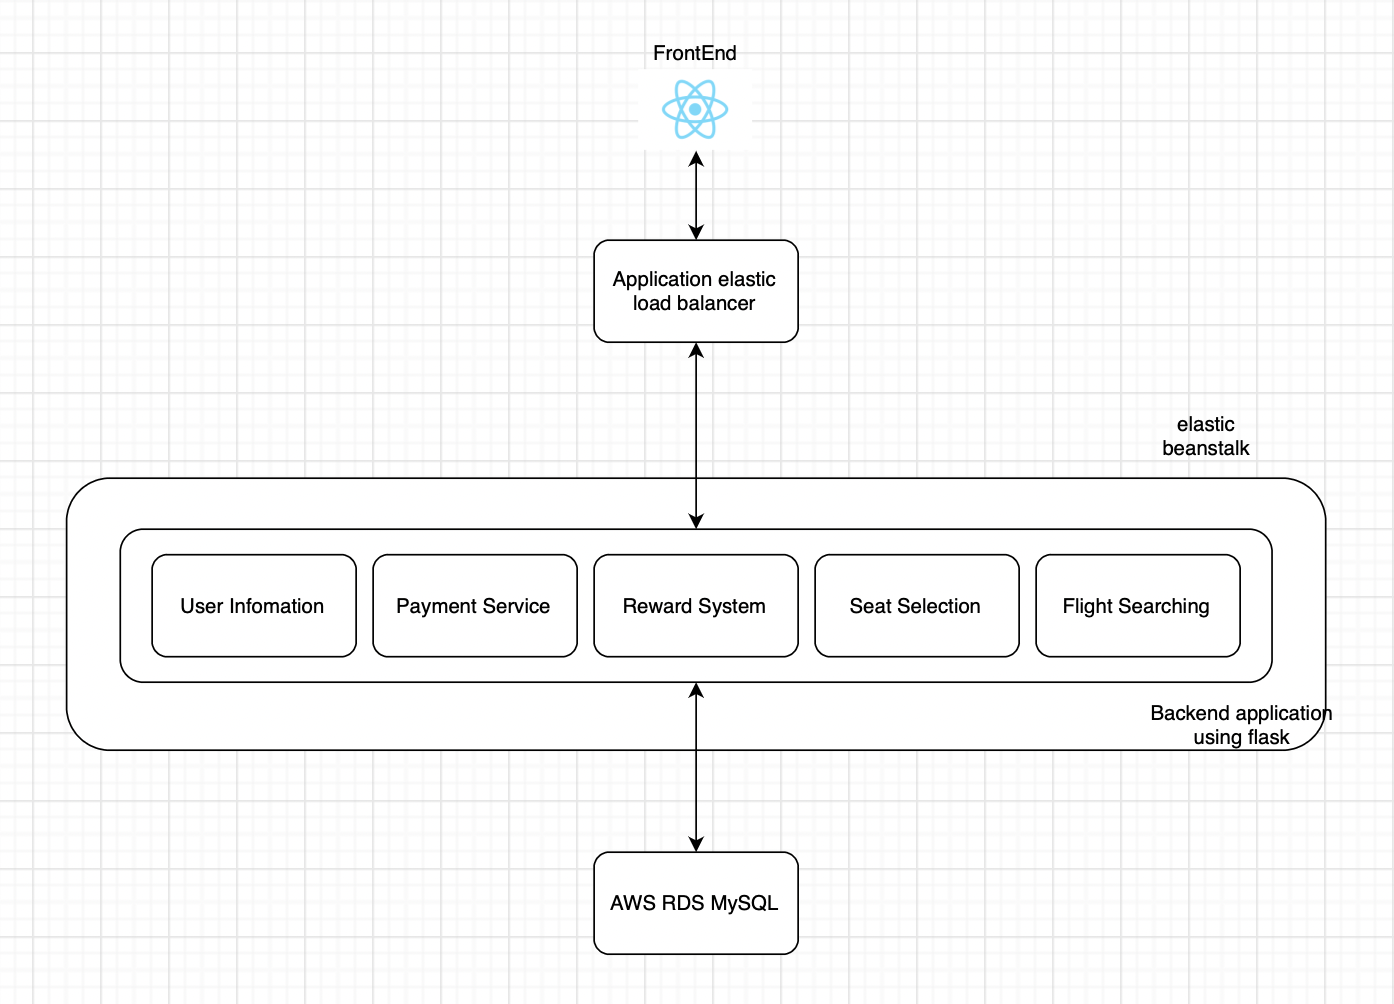 FrontEnd
Application elastic
load balancer
elastic
beanstalk
User Infomation
Payment Service
Reward System
Seat Selection
Flight Searching
Backend application
using flask
AWS RDS MySQL